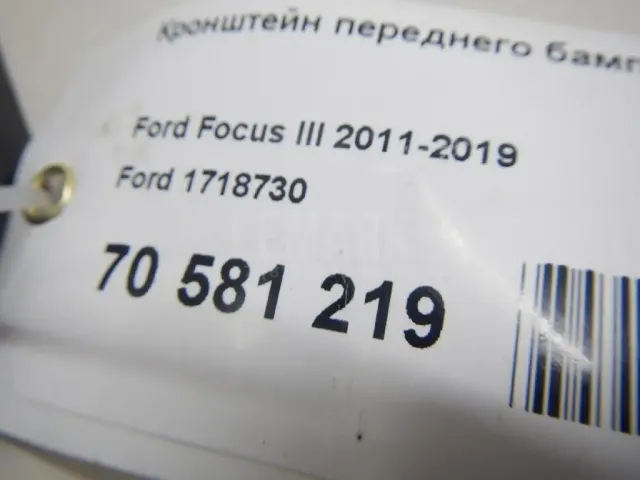 Кронштейн переднего бамп
Ford Focus III 2011-2019
Ford 1718730
70 581 219